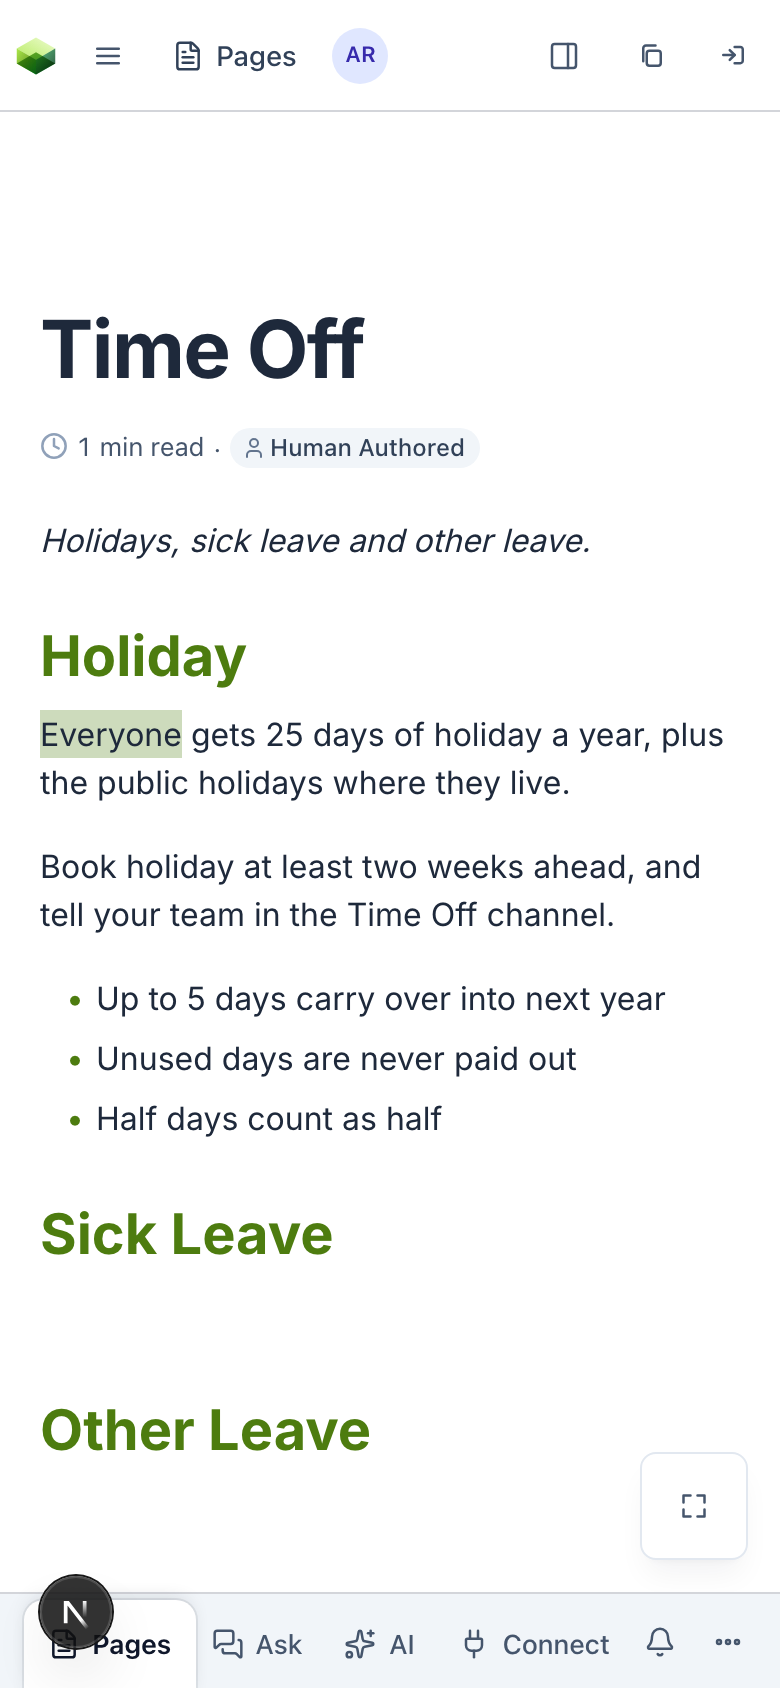 Pages
AR
Time Off
1 min read · Human Authored
Holidays, sick leave and other leave.
Holiday
Everyone gets 25 days of holiday a year, plus
the public holidays where they live.
Book holiday at least two weeks ahead, and
tell your team in the Time Off channel.
• Up to 5 days carry over into next year
• Unused days are never paid out
• Half days count as half
Sick Leave
Other Leave
N
Pages
Ask
AI
Connect